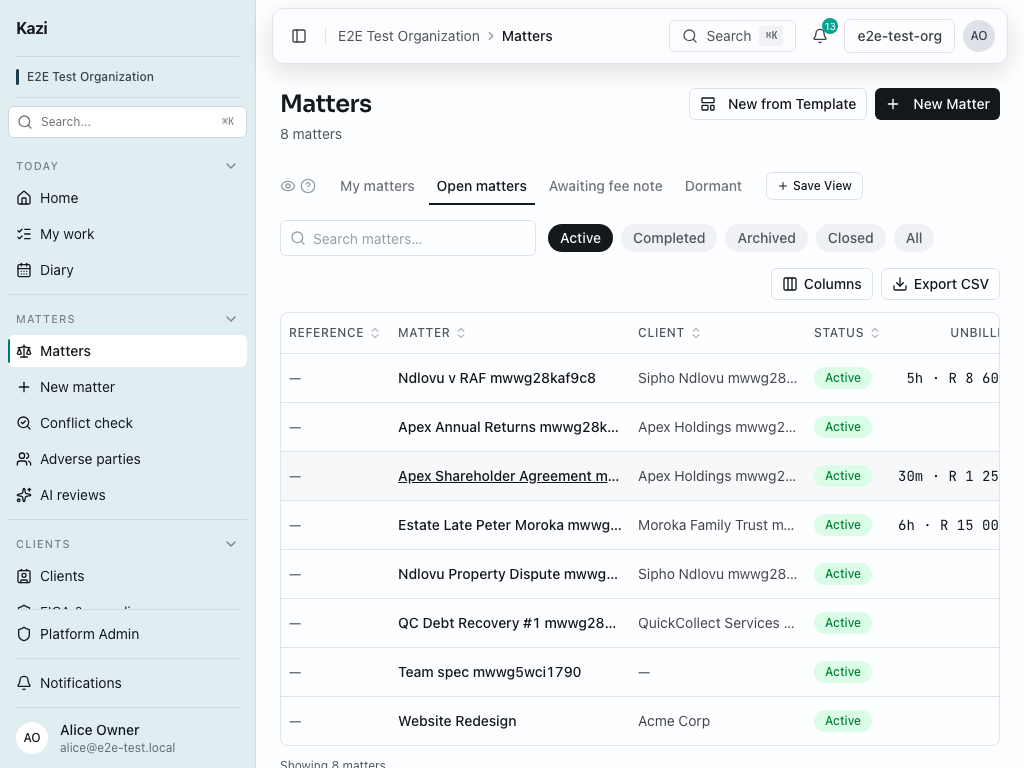 Kazi
E2E Test Organization
Search... ⌘K
TODAY
Home
My work
Diary
MATTERS
Matters
New matter
Conflict check
Adverse parties
AI reviews
CLIENTS
Clients
Platform Admin
Notifications
AO
Alice Owner
alice@e2e-test.local
E2E Test Organization > Matters
Search ⌘K
13
e2e-test-org
AO
Matters
New from Template
+ New Matter
8 matters
My matters
Open matters
Awaiting fee note
Dormant
+ Save View
Search matters...
Active
Completed
Archived
Closed
All
Columns
Export CSV
REFERENCE MATTER CLIENT STATUS UNBILL
— Ndlovu v RAF mwwg28kaf9c8 Sipho Ndlovu mwwg28... Active 5h · R 8 60
— Apex Annual Returns mwwg28k... Apex Holdings mwwg2... Active
— Apex Shareholder Agreement m... Apex Holdings mwwg2... Active 30m · R 1 25
— Estate Late Peter Moroka mwwg... Moroka Family Trust m... Active 6h · R 15 00
— Ndlovu Property Dispute mwwg... Sipho Ndlovu mwwg28... Active
— QC Debt Recovery #1 mwwg28... QuickCollect Services ... Active
— Team spec mwwg5wci1790 — Active
— Website Redesign Acme Corp Active
Showing 8 matters